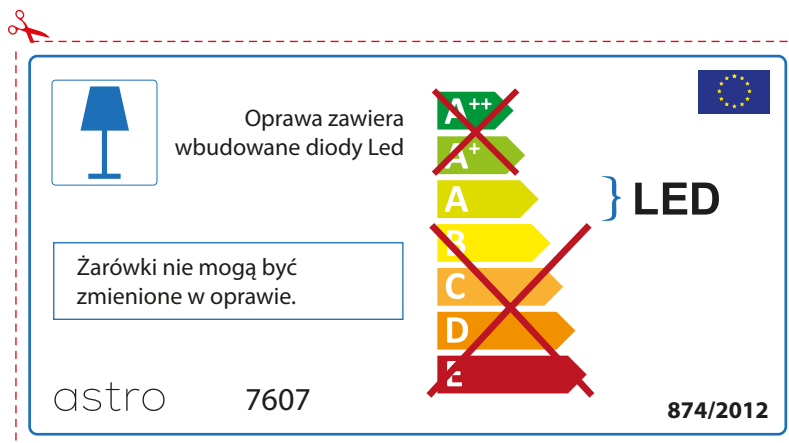 Oprawa zawiera
wbudowane diody Led
Żarówki nie mogą być
zmienione w oprawie.
A++
A+
A
B
C
D
E
LED
astro 7607
874/2012